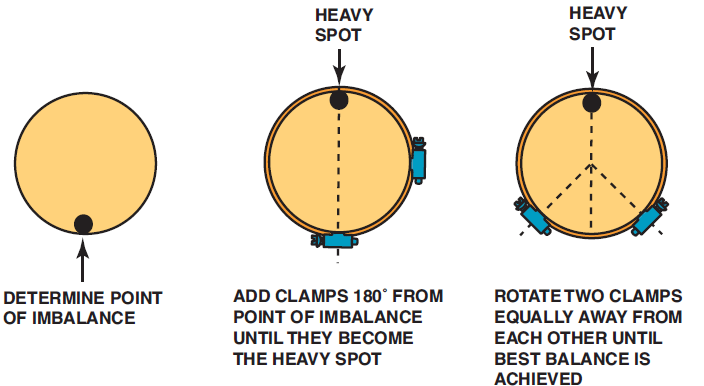 HEAVY
SPOT
HEAVY
SPOT
DETERMINE POINT
OF IMBALANCE
ADD CLAMPS 180˚ FROM
POINT OF IMBALANCE
UNTIL THEY BECOME
THE HEAVY SPOT
ROTATE TWO CLAMPS
EQUALLY AWAY FROM
EACH OTHER UNTIL
BEST BALANCE IS
ACHIEVED